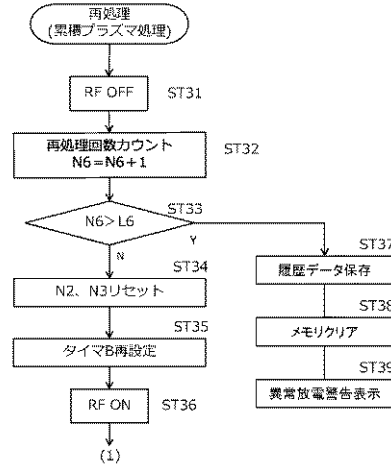 再処理
(累積プラズマ処理)
RF OFF
ST31
再処理回数カウント
N6=N6+1
ST32
N6>L6
ST33
Y
N
ST34
N2、N3リセット
ST35
タイマB再設定
RF ON
ST36
(1)
ST37
履歴データ保存
ST38
メモリクリア
ST39
異常放電警告表示